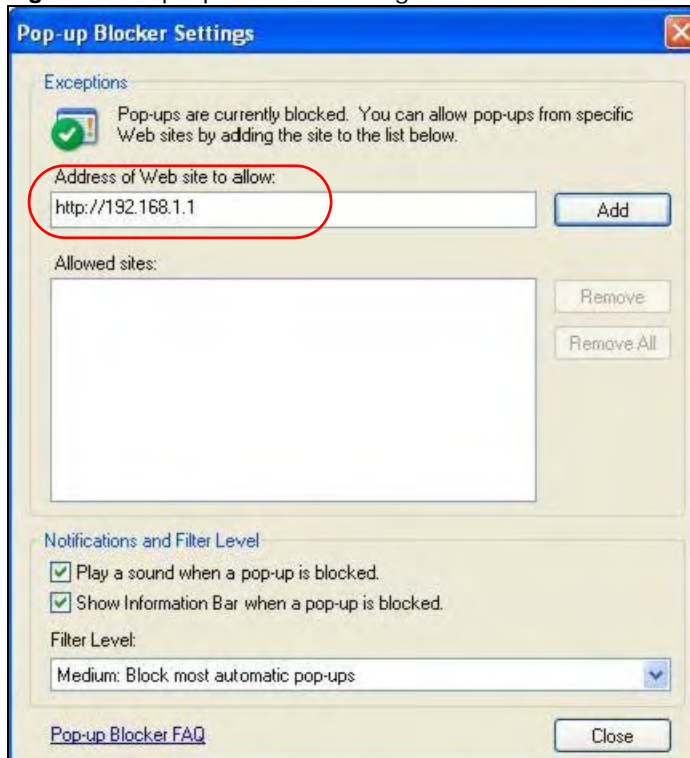 Pop-up Blocker Settings
Exceptions
Pop-ups are currently blocked. You can allow pop-ups from specific
Web sites by adding the site to the list below.
Address of Web site to allow:
http://192.168.1.1
Add
Allowed sites:
Remove
Remove All
Notifications and Filter Level
Play a sound when a pop-up is blocked.
Show Information Bar when a pop-up is blocked.
Filter Level:
Medium: Block most automatic pop-ups
Pop-up Blocker FAQ
Close